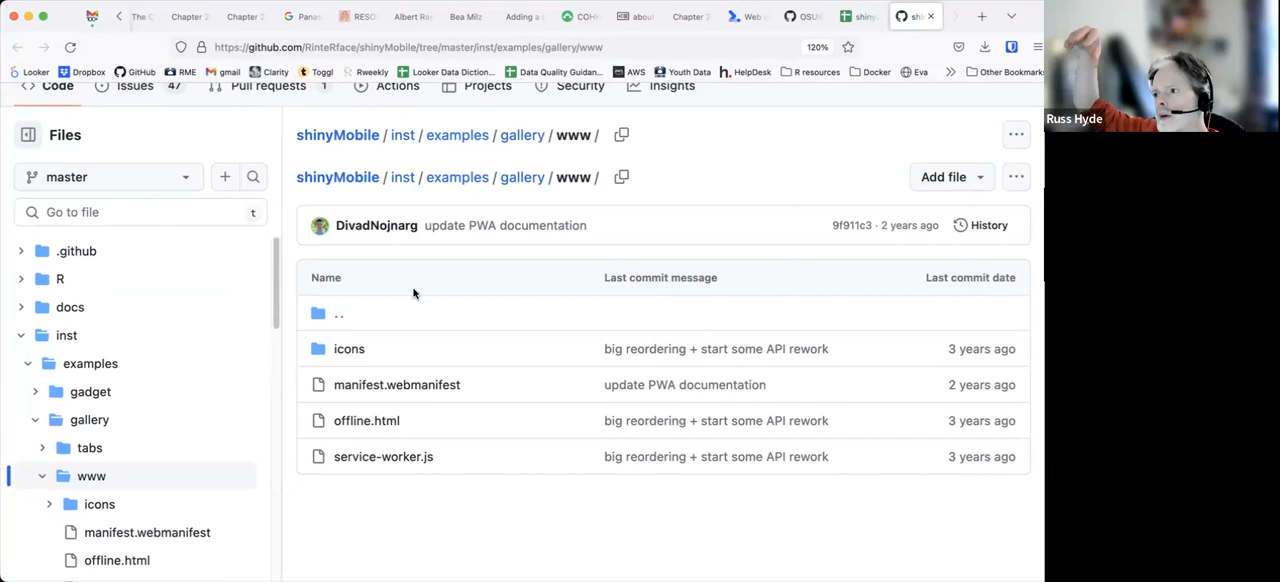 The C
Chapter 2
Chapter 2
Panas
RESO
Albert Ras
Bea Milz
Adding a
COHH
about
Chapter 2
Web
OSU
shiny
shi
https://github.com/RinteRface/shinyMobile/tree/master/inst/examples/gallery/www
120%
Looker
Dropbox
GitHub
RME
gmail
Clarity
Toggl
Rweekly
Looker Data Diction...
Data Quality Guidan...
AWS
Youth Data
HelpDesk
R resources
Docker
Eva
Other Bookmarks
Russ Hyde
Code
Issues 47
Pull requests 1
Actions
Projects
Security
Insights
Files
shinyMobile / inst / examples / gallery / www /
master
shinyMobile / inst / examples / gallery / www /
Add file
Go to file
t
DivadNojnarg update PWA documentation
9f911c3 · 2 years ago
History
.github
Name
Last commit message
Last commit date
R
docs
. .
inst
icons
big reordering + start some API rework
3 years ago
examples
manifest.webmanifest
update PWA documentation
2 years ago
gadget
gallery
offline.html
big reordering + start some API rework
3 years ago
tabs
service-worker.js
big reordering + start some API rework
3 years ago
www
icons
manifest.webmanifest
offline.html